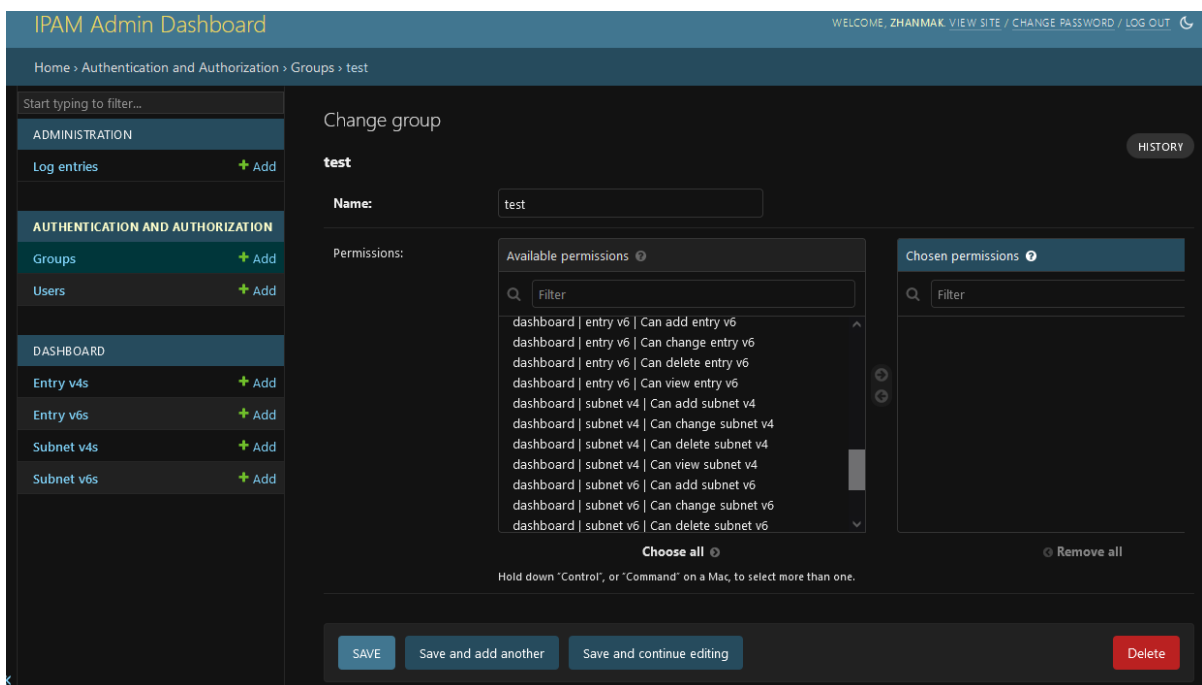 IPAM Admin Dashboard
WELCOME, ZHANMAK. VIEW SITE / CHANGE PASSWORD / LOG OUT
Home › Authentication and Authorization › Groups › test
Start typing to filter...
ADMINISTRATION
Log entries + Add
AUTHENTICATION AND AUTHORIZATION
Groups + Add
Users + Add
DASHBOARD
Entry v4s + Add
Entry v6s + Add
Subnet v4s + Add
Subnet v6s + Add
Change group
HISTORY
test
Name: test
Permissions:
Available permissions ?
Filter
dashboard | entry v6 | Can add entry v6
dashboard | entry v6 | Can change entry v6
dashboard | entry v6 | Can delete entry v6
dashboard | entry v6 | Can view entry v6
dashboard | subnet v4 | Can add subnet v4
dashboard | subnet v4 | Can change subnet v4
dashboard | subnet v4 | Can delete subnet v4
dashboard | subnet v4 | Can view subnet v4
dashboard | subnet v6 | Can add subnet v6
dashboard | subnet v6 | Can change subnet v6
dashboard | subnet v6 | Can delete subnet v6
Choose all
Hold down “Control”, or “Command” on a Mac, to select more than one.
Chosen permissions ?
Filter
Remove all
SAVE
Save and add another
Save and continue editing
Delete